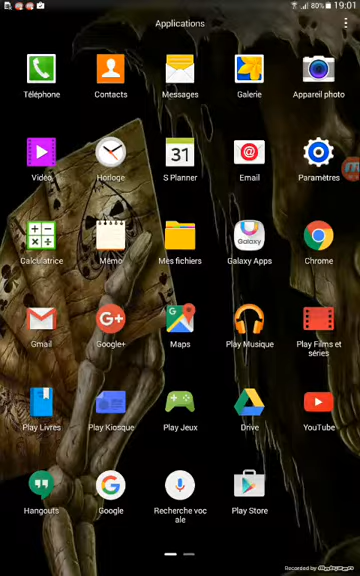 80% 19:01
Applications
Téléphone Contacts Messages Galerie Appareil photo
31
Vidéo Horloge S Planner Email Paramètres
Galaxy
Calculatrice Mémo Mes fichiers Galaxy Apps Chrome
G+
Gmail Google+ Maps Play Musique Play Films et
séries
Play Livres Play Kiosque Play Jeux Drive YouTube
G
Hangouts Google Recherche voc
ale Play Store
Recorded by